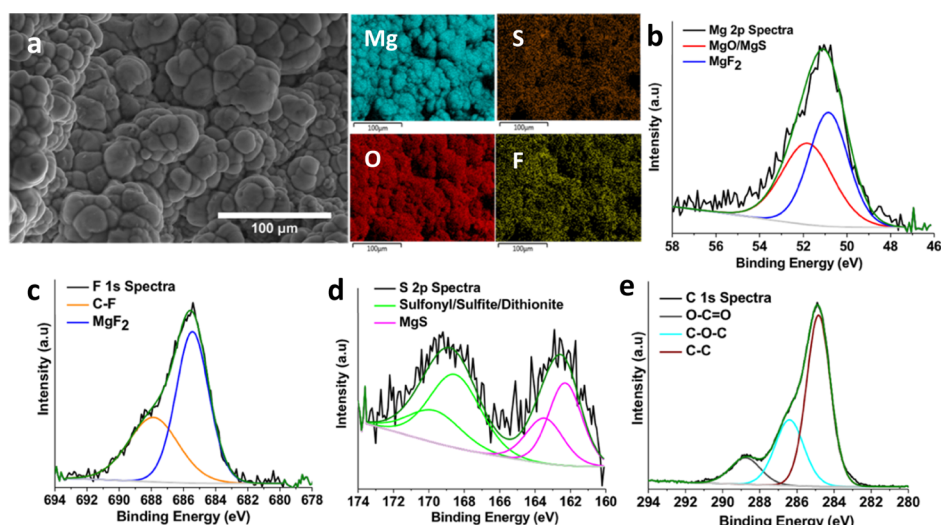 a
100 µm
Mg
100µm
S
100µm
O
100µm
F
100µm
b
Mg 2p Spectra
MgO/MgS
MgF2
Intensity (a.u)
58 56 54 52 50 48 46
Binding Energy (eV)
c
F 1s Spectra
C-F
MgF2
Intensity (a.u)
694 692 690 688 686 684 682 680 678
Binding Energy (eV)
d
S 2p Spectra
Sulfonyl/Sulfite/Dithionite
MgS
Intensity (a.u)
174 172 170 168 166 164 162 160
Binding Energy (eV)
e
C 1s Spectra
O-C=O
C-O-C
C-C
Intensity (a.u)
294 292 290 288 286 284 282 280
Binding Energy (eV)